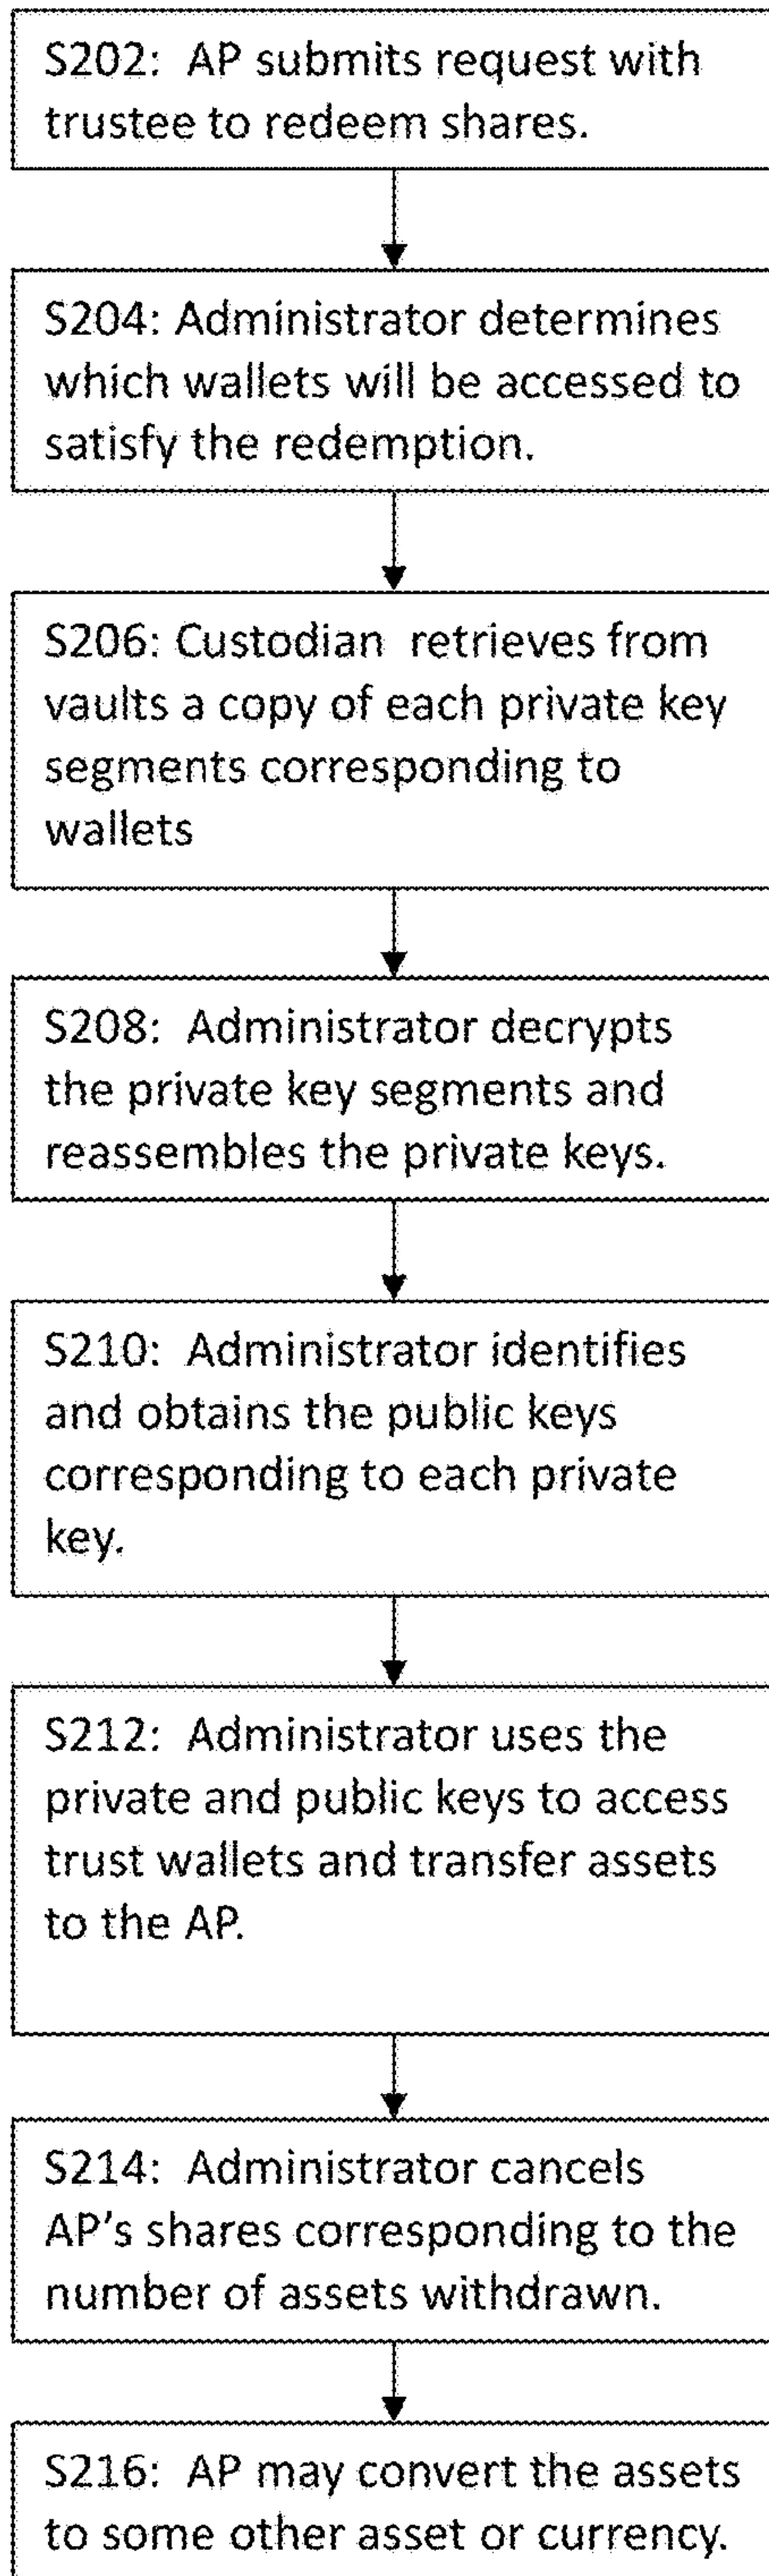 S202: AP submits request with
trustee to redeem shares.
S204: Administrator determines
which wallets will be accessed to
satisfy the redemption.
S206: Custodian retrieves from
vaults a copy of each private key
segments corresponding to
wallets
S208: Administrator decrypts
the private key segments and
reassembles the private keys.
S210: Administrator identifies
and obtains the public keys
corresponding to each private
key.
S212: Administrator uses the
private and public keys to access
trust wallets and transfer assets
to the AP.
S214: Administrator cancels
AP's shares corresponding to the
number of assets withdrawn.
S216: AP may convert the assets
to some other asset or currency.